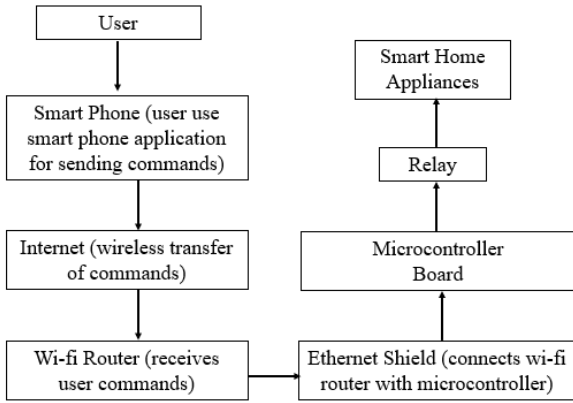 User
Smart Phone (user use
smart phone application
for sending commands)
Internet (wireless transfer
of commands)
Wi-fi Router (receives
user commands)
Ethernet Shield (connects wi-fi
router with microcontroller)
Microcontroller
Board
Relay
Smart Home
Appliances